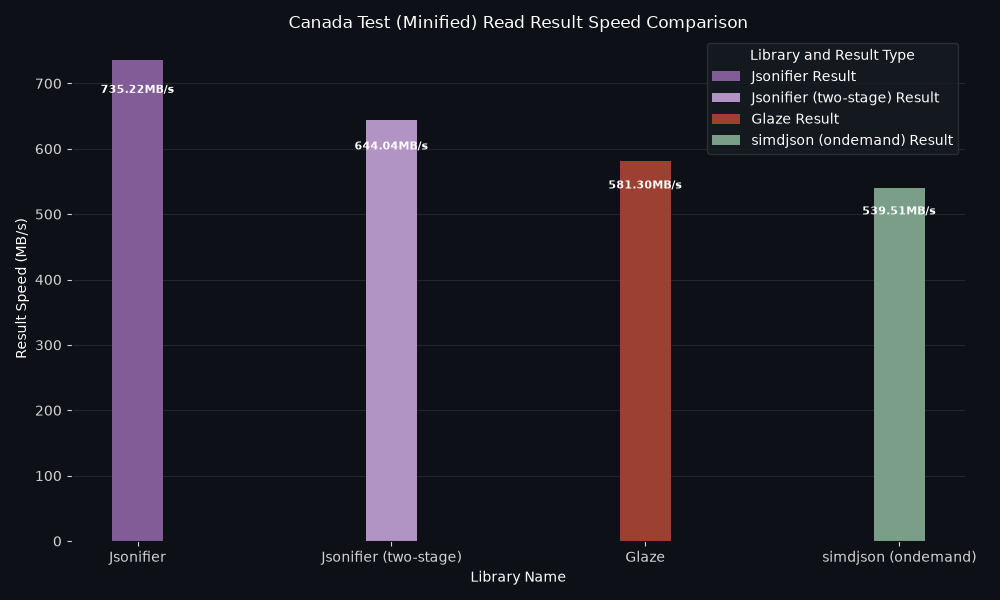 Canada Test (Minified) Read Result Speed Comparison
Library and Result Type
Jsonifier Result
Jsonifier (two-stage) Result
Glaze Result
simdjson (ondemand) Result
735.22MB/s
644.04MB/s
581.30MB/s
539.51MB/s
Result Speed (MB/s)
700
600
500
400
300
200
100
0
Jsonifier
Jsonifier (two-stage)
Glaze
simdjson (ondemand)
Library Name